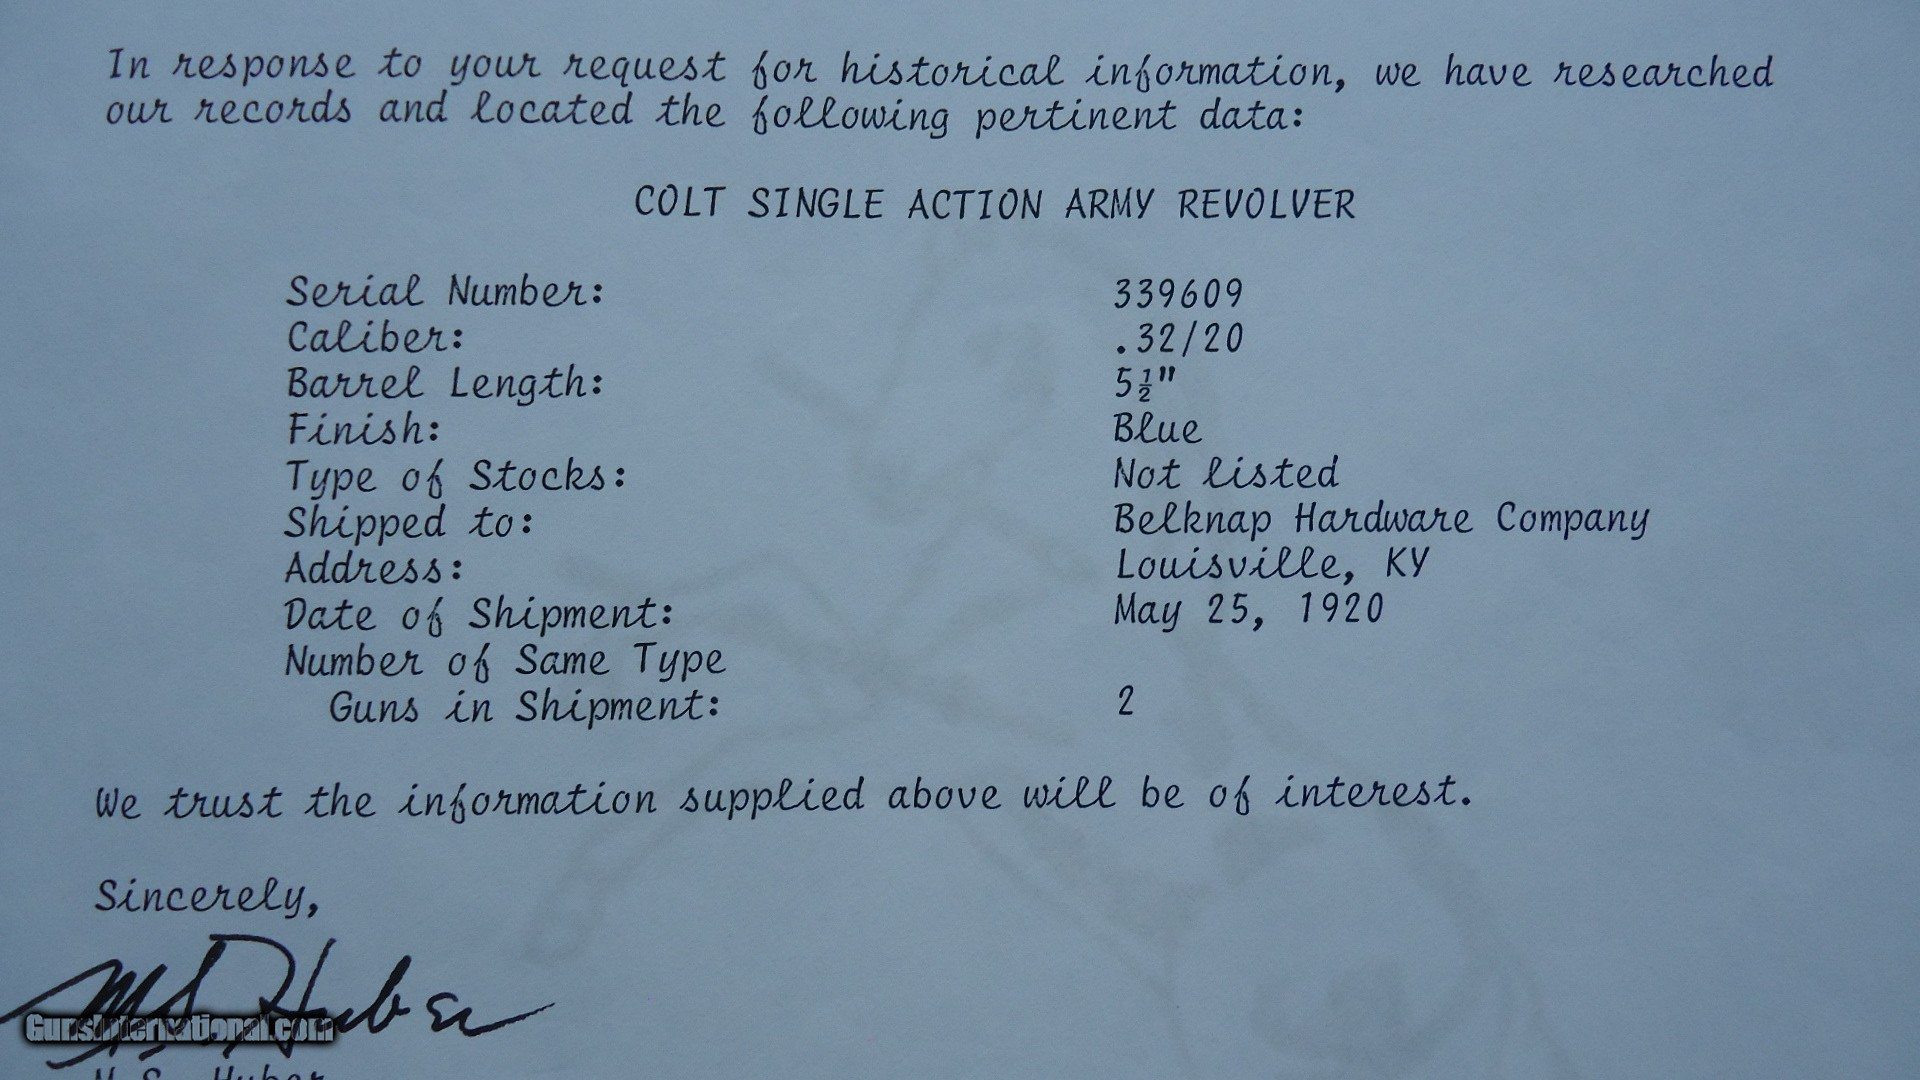 In response to your request for historical information, we have researched
our records and located the following pertinent data:
COLT SINGLE ACTION ARMY REVOLVER
Serial Number: 339609
Caliber: .32/20
Barrel Length: 5½"
Finish: Blue
Type of Stocks: Not listed
Shipped to: Belknap Hardware Company
Address: Louisville, KY
Date of Shipment: May 25, 1920
Number of Same Type
Guns in Shipment: 2
We trust the information supplied above will be of interest.
Sincerely,
M.S. Huber
GunsInternational.com
M.S. Huber